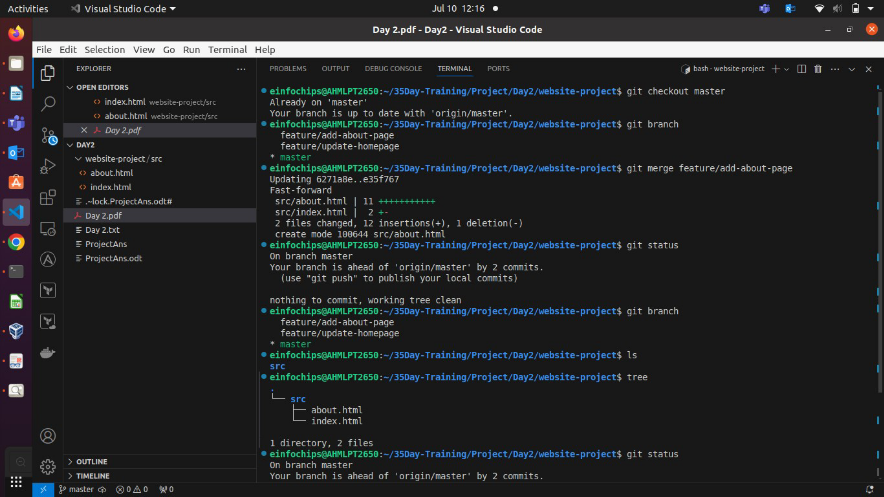 Activities
Visual Studio Code
Jul 10 12:16
Day 2.pdf - Day2 - Visual Studio Code
File Edit Selection View Go Run Terminal Help
EXPLORER
OPEN EDITORS
index.html website-project/src
about.html website-project/src
Day 2.pdf
DAY2
website-project / src
about.html
index.html
.~lock.ProjectAns.odt#
Day 2.pdf
Day 2.txt
ProjectAns
ProjectAns.odt
OUTLINE
TIMELINE
PROBLEMS OUTPUT DEBUG CONSOLE TERMINAL PORTS
bash - website-project
einfochips@AHMLPT2650:~/35Day-Training/Project/Day2/website-project$ git checkout master
Already on 'master'
Your branch is up to date with 'origin/master'.
einfochips@AHMLPT2650:~/35Day-Training/Project/Day2/website-project$ git branch
feature/add-about-page
feature/update-homepage
* master
einfochips@AHMLPT2650:~/35Day-Training/Project/Day2/website-project$ git merge feature/add-about-page
Updating 6271a8e..e35f767
Fast-forward
src/about.html | 11 +++++++++++
src/index.html |  2 +-
2 files changed, 12 insertions(+), 1 deletion(-)
create mode 100644 src/about.html
einfochips@AHMLPT2650:~/35Day-Training/Project/Day2/website-project$ git status
On branch master
Your branch is ahead of 'origin/master' by 2 commits.
(use "git push" to publish your local commits)
nothing to commit, working tree clean
einfochips@AHMLPT2650:~/35Day-Training/Project/Day2/website-project$ git branch
feature/add-about-page
feature/update-homepage
* master
einfochips@AHMLPT2650:~/35Day-Training/Project/Day2/website-project$ ls
src
einfochips@AHMLPT2650:~/35Day-Training/Project/Day2/website-project$ tree
.
└── src
├── about.html
└── index.html
1 directory, 2 files
einfochips@AHMLPT2650:~/35Day-Training/Project/Day2/website-project$ git status
On branch master
Your branch is ahead of 'origin/master' by 2 commits.
master 0 0 0